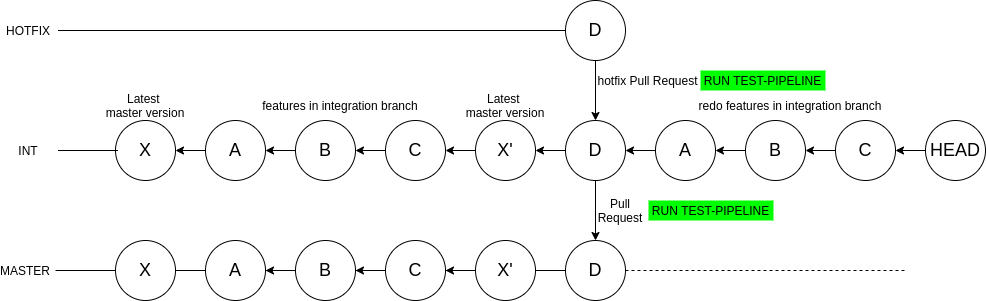 HOTFIX
D
hotfix Pull Request
RUN TEST-PIPELINE
Latest
master version
features in integration branch
Latest
master version
redo features in integration branch
INT
X
A
B
C
X'
D
A
B
C
HEAD
Pull
Request
RUN TEST-PIPELINE
MASTER
X
A
B
C
X'
D